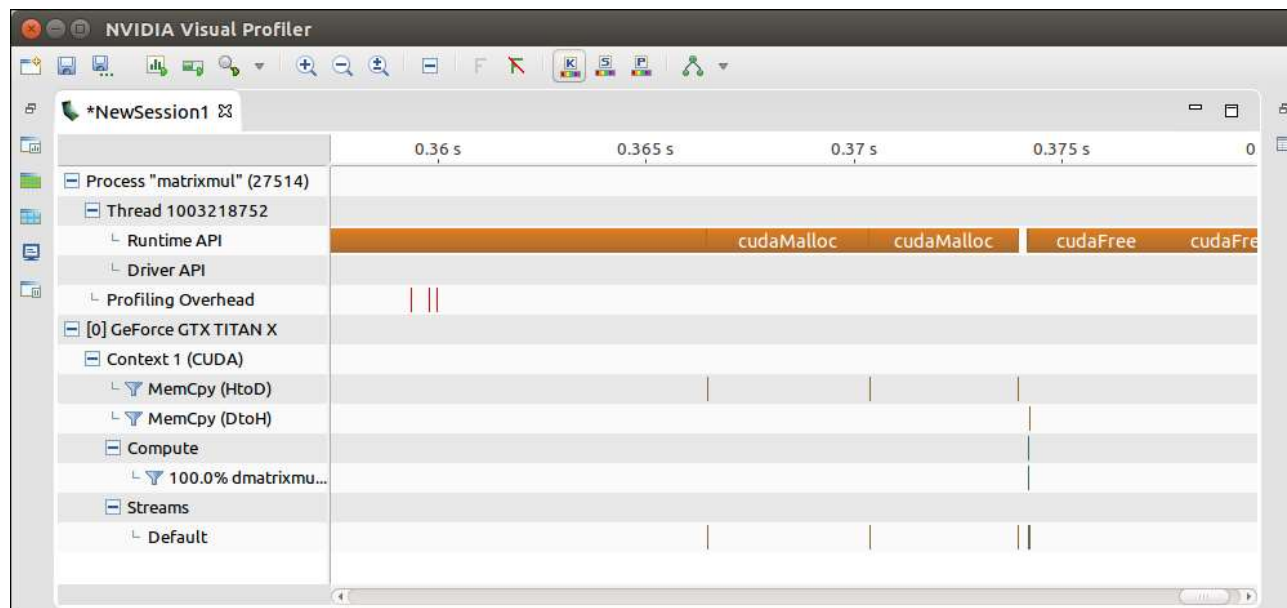 NVIDIA Visual Profiler
F K S P
*NewSession1
0.36 s 0.365 s 0.37 s 0.375 s 0
Process "matrixmul" (27514)
Thread 1003218752
Runtime API cudaMalloc cudaMalloc cudaFree cudaFre
Driver API
Profiling Overhead
[0] GeForce GTX TITAN X
Context 1 (CUDA)
MemCpy (HtoD)
MemCpy (DtoH)
Compute
100.0% dmatrixmu...
Streams
Default